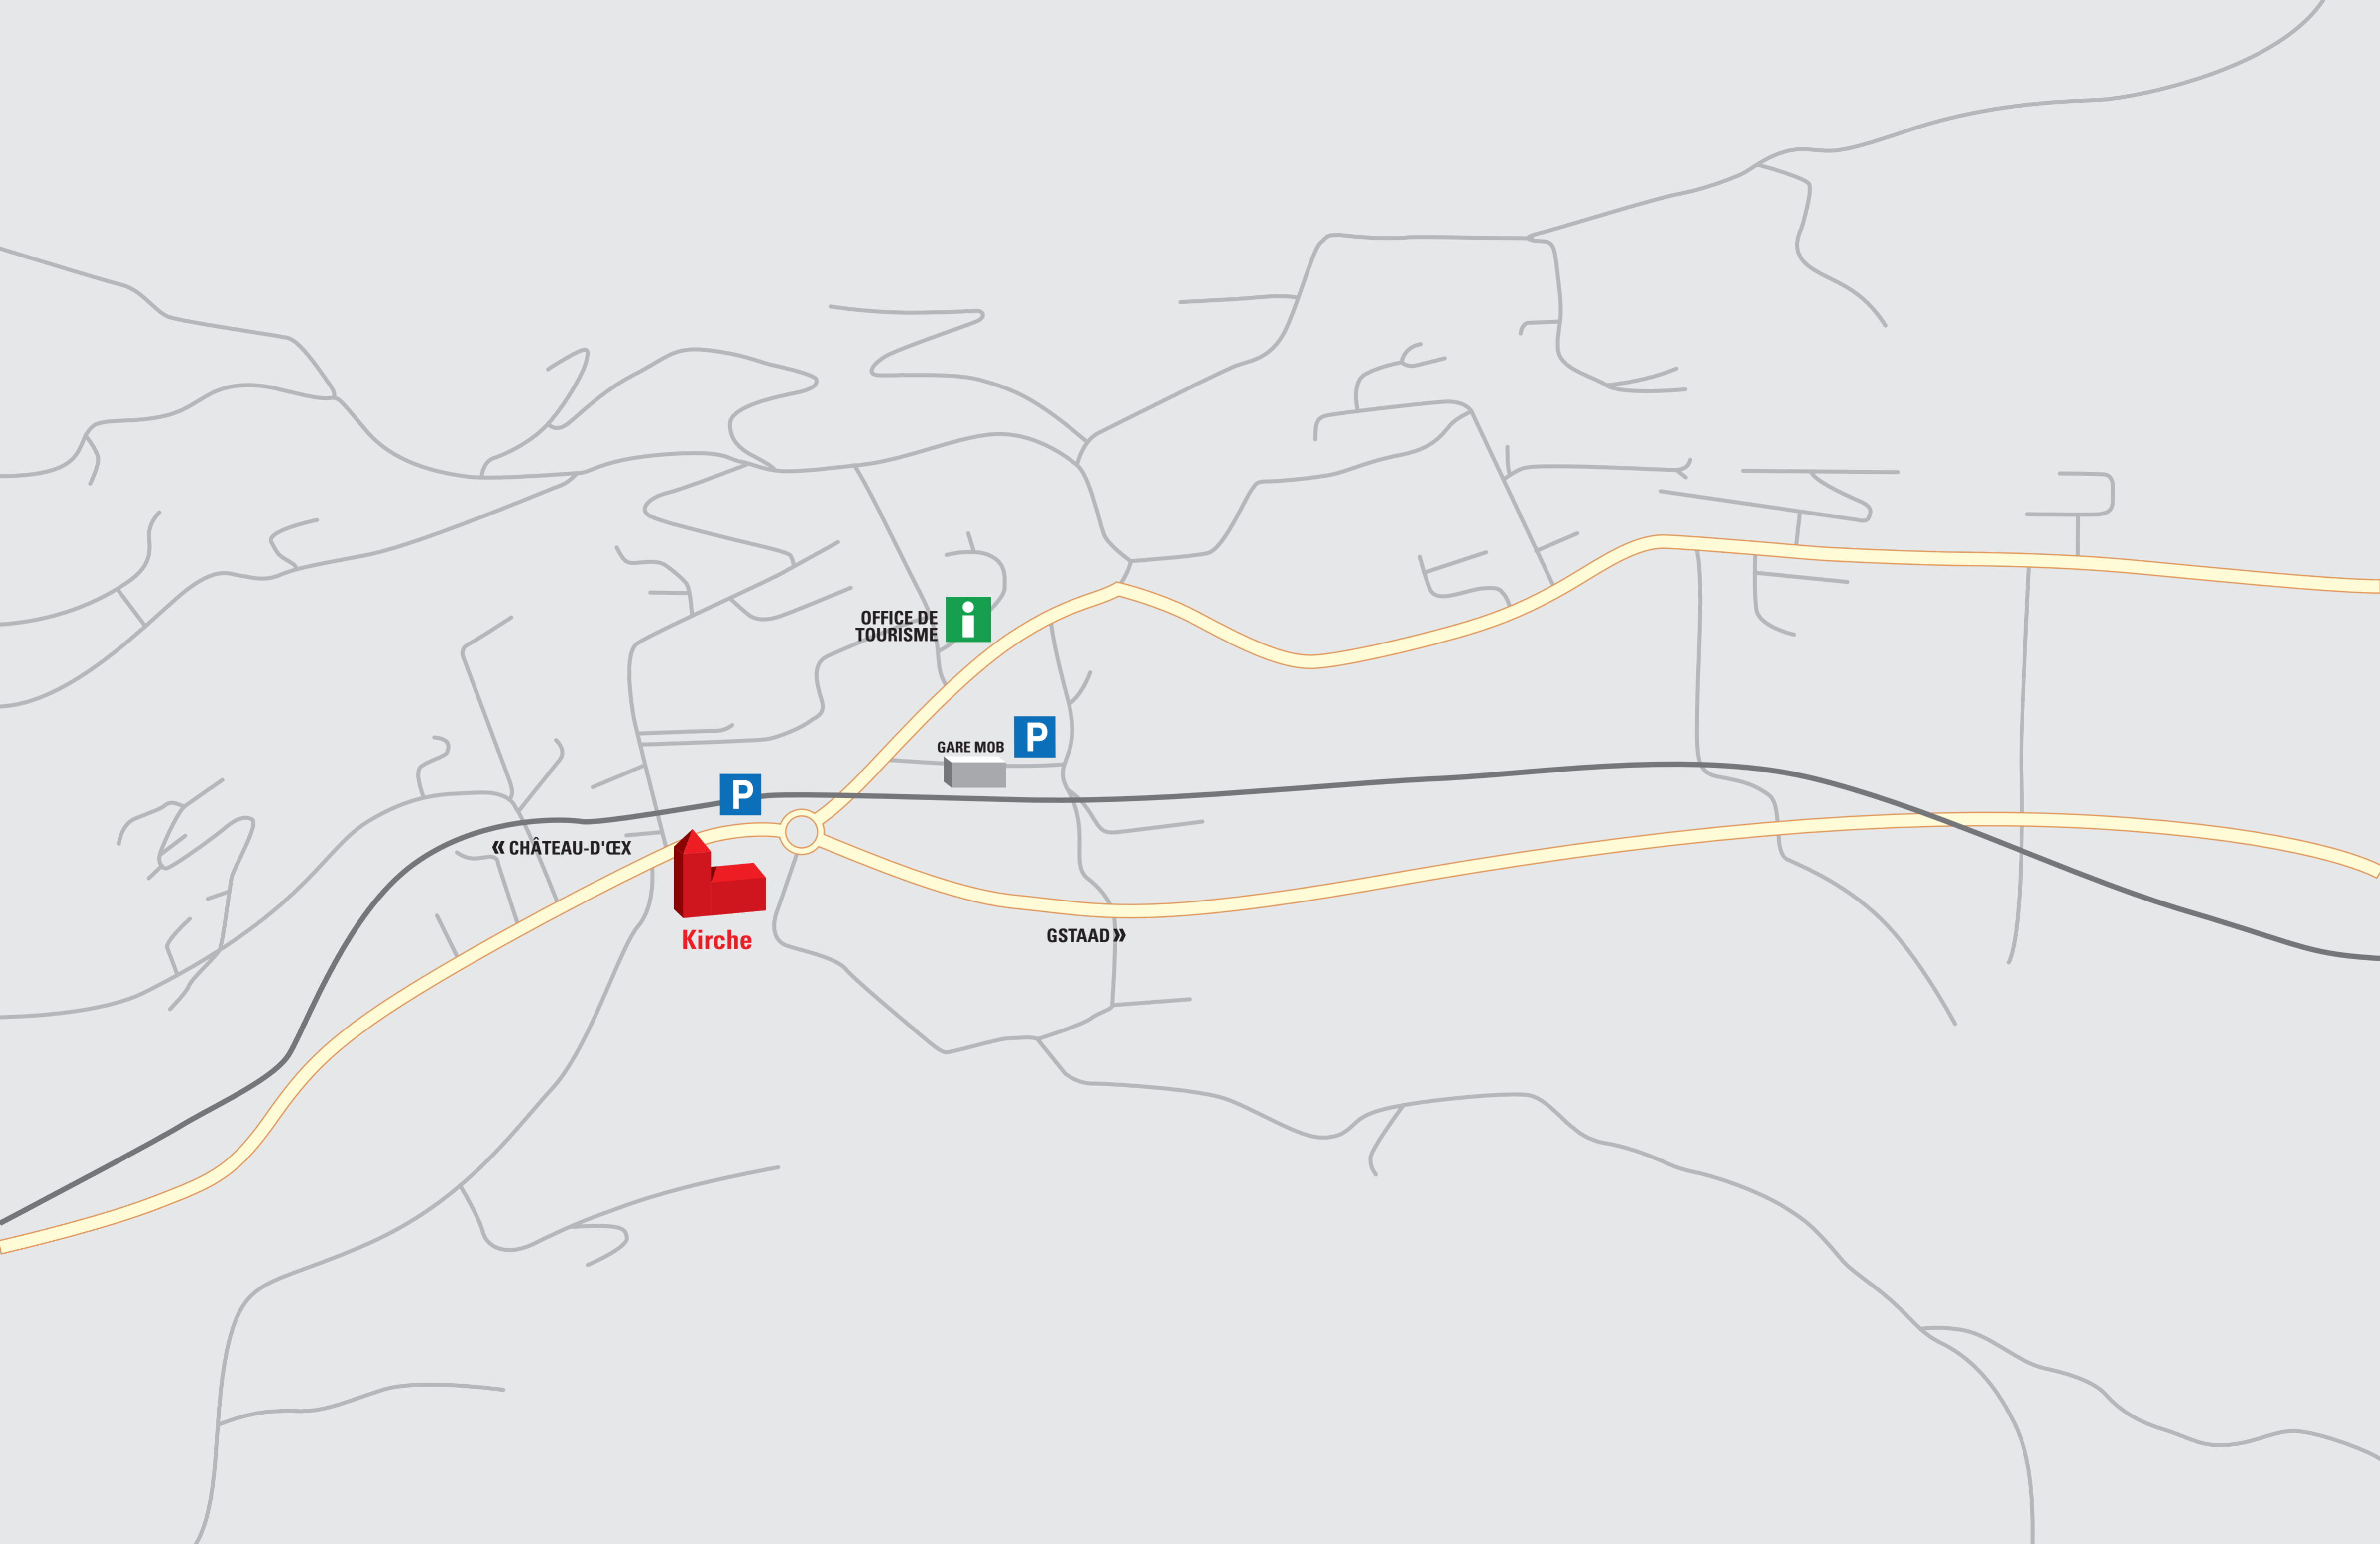 OFFICE DE
TOURISME
i
P
GARE MOB
P
« CHÂTEAU-D'ŒX
Kirche
GSTAAD »